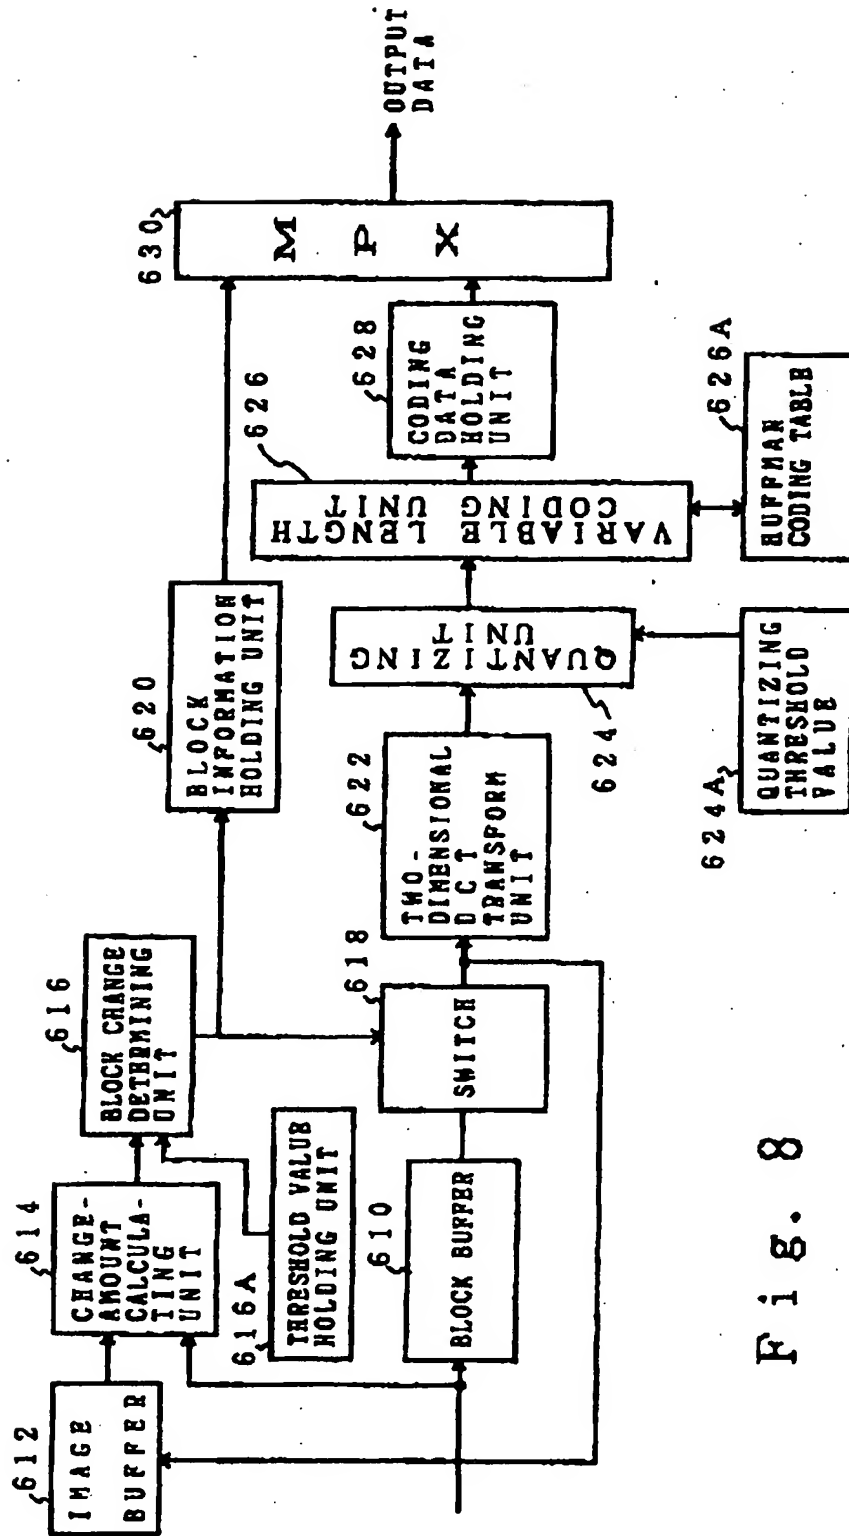 612
IMAGE
BUFFER
614
CHANGE-
AMOUNT
CALCULA-
TING
UNIT
616
BLOCK CHANGE
DETERMINING
UNIT
616A
THRESHOLD VALUE
HOLDING UNIT
610
BLOCK BUFFER
618
SWITCH
620
BLOCK
INFORMATION
HOLDING UNIT
622
TWO-
DIMENSIONAL
DCT
TRANSFORM
UNIT
624
QUANTIZING
UNIT
624A
QUANTIZING
THRESHOLD
VALUE
626
VARIABLE LENGTH
CODING UNIT
626A
HUFFMAN
CODING TABLE
628
CODING
DATA
HOLDING
UNIT
630
MPX
OUTPUT
DATA
Fig. 8